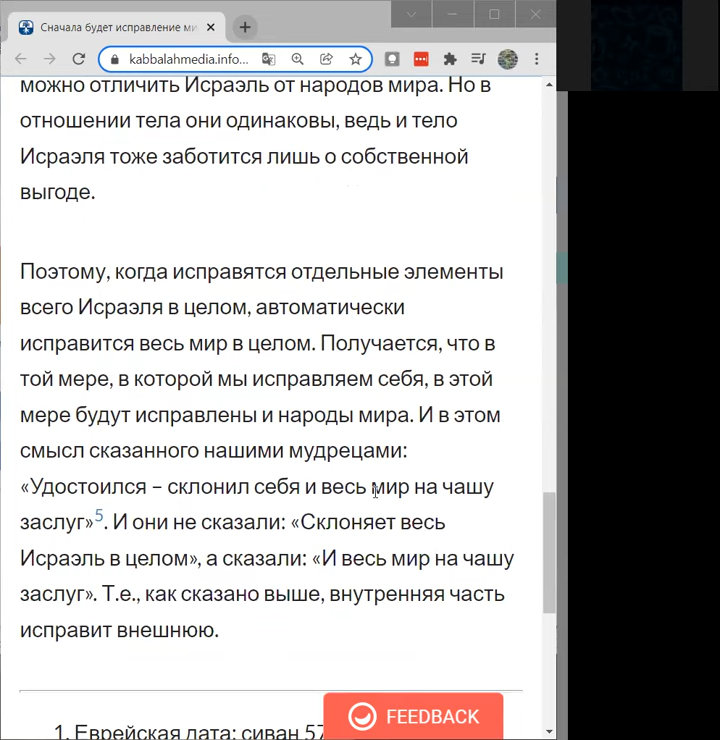 Сначала будет исправление ми
kabbalahmedia.info...
можно отличить Исраэль от народов мира. Но в
отношении тела они одинаковы, ведь и тело
Исраэля тоже заботится лишь о собственной
выгоде.
Поэтому, когда исправятся отдельные элементы
всего Исраэля в целом, автоматически
исправится весь мир в целом. Получается, что в
той мере, в которой мы исправляем себя, в этой
мере будут исправлены и народы мира. И в этом
смысл сказанного нашими мудрецами:
«Удостоился – склонил себя и весь мир на чашу
заслуг»5. И они не сказали: «Склоняет весь
Исраэль в целом», а сказали: «И весь мир на чашу
заслуг». Т.е., как сказано выше, внутренняя часть
исправит внешнюю.
1. Еврейская дата: сиван 57
FEEDBACK